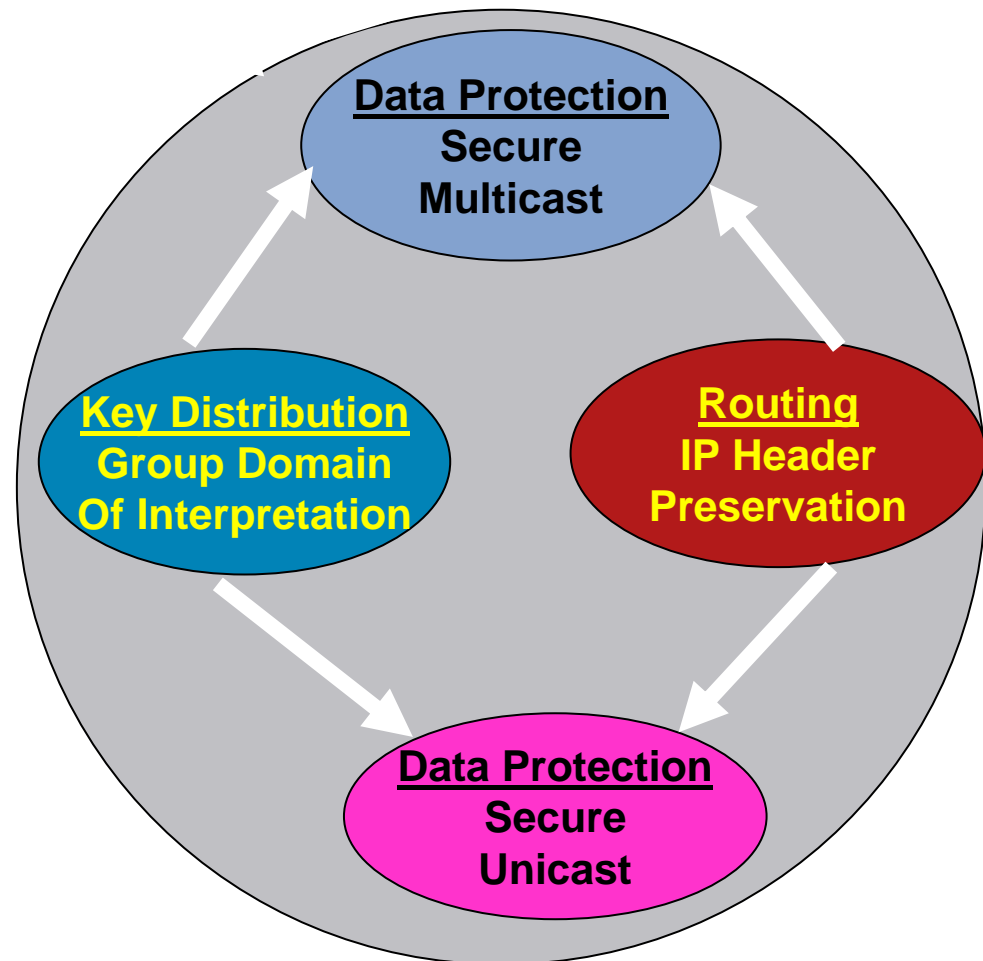 Data Protection
Secure
Multicast
Key Distribution
Group Domain
Of Interpretation
Routing
IP Header
Preservation
Data Protection
Secure
Unicast